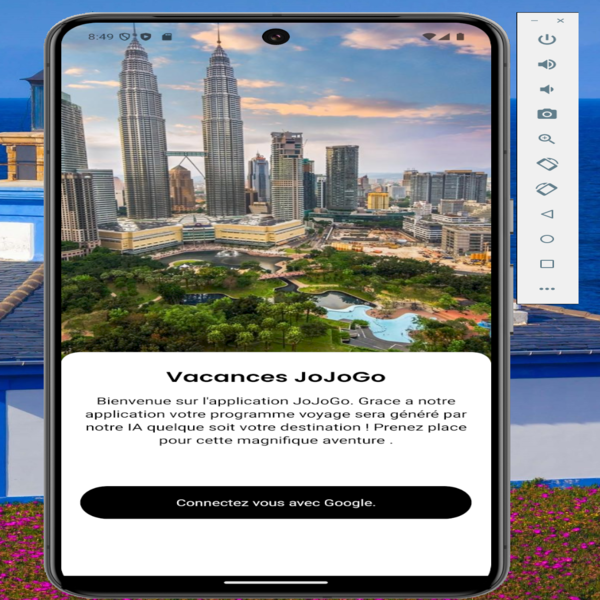 8:49
Vacances JoJoGo
Bienvenue sur l'application JoJoGo. Grace a notre
application votre programme voyage sera généré par
notre IA quelque soit votre destination ! Prenez place
pour cette magnifique aventure .
Connectez vous avec Google.